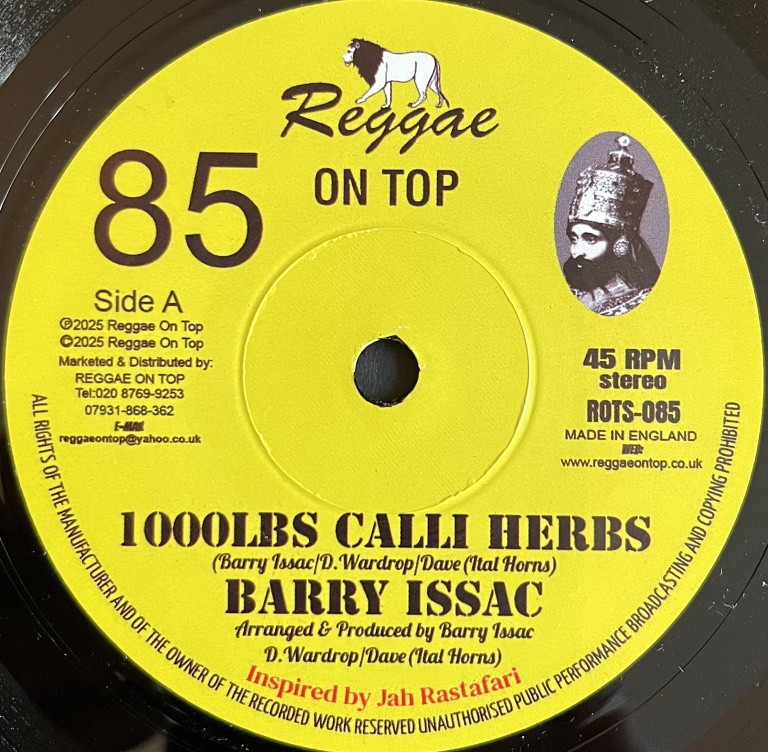 Reggae
ON TOP
85
Side A
℗2025 Reggae On Top
©2025 Reggae On Top
Marketed & Distributed by:
REGGAE ON TOP
Tel:020 8769-9253
07931-868-362
E-MAIL
reggaeontop@yahoo.co.uk
45 RPM
stereo
ROTS-085
MADE IN ENGLAND
WEB:
www.reggaeontop.co.uk
1000LBS CALLI HERBS
(Barry Issac/D.Wardrop/Dave (Ital Horns)
BARRY ISSAC
Arranged & Produced by Barry Issac
D.Wardrop/Dave (Ital Horns)
Inspired by Jah Rastafari
ALL RIGHTS OF THE MANUFACTURER AND OF THE OWNER OF THE RECORDED WORK RESERVED UNAUTHORISED PUBLIC PERFORMANCE BROADCASTING AND COPYING PROHIBITED